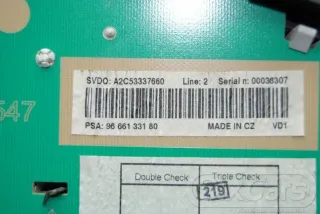 SVDO: A2C53337660 Line: 2 Serial n: 00036307
547
PSA: 96 661 331 80 MADE IN CZ VD1
Double Check Triple Check
219